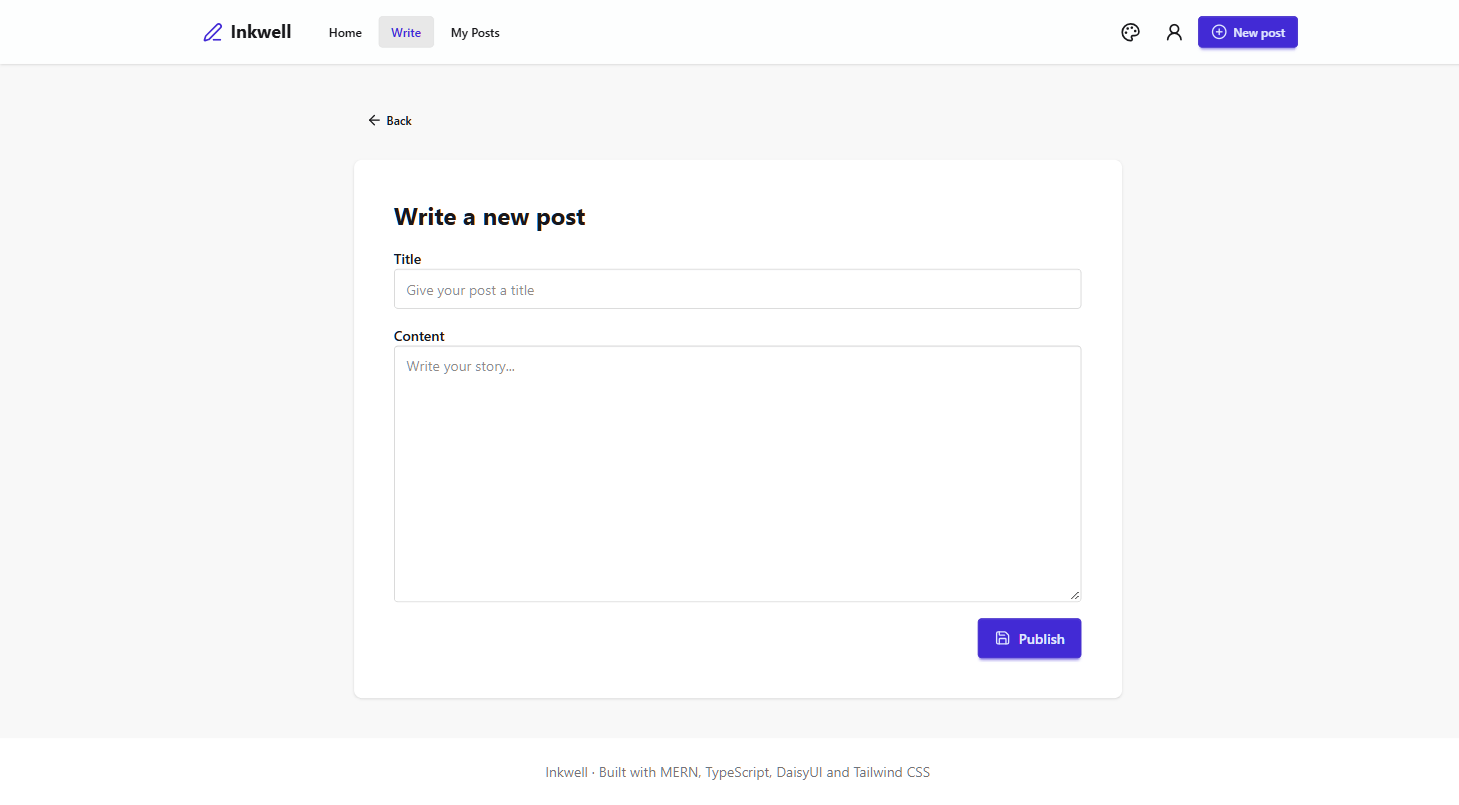 Inkwell Home Write My Posts New post
Back
Write a new post
Title
Give your post a title
Content
Write your story...
Publish
Inkwell · Built with MERN, TypeScript, DaisyUI and Tailwind CSS